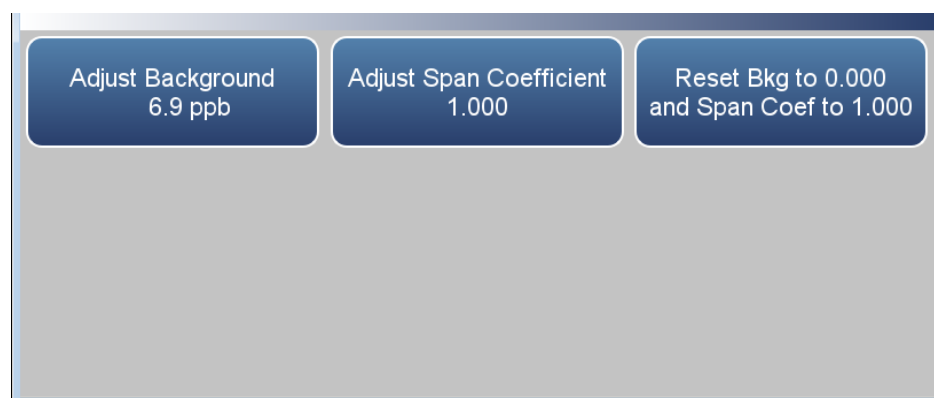 Adjust Background
6.9 ppb
Adjust Span Coefficient
1.000
Reset Bkg to 0.000
and Span Coef to 1.000